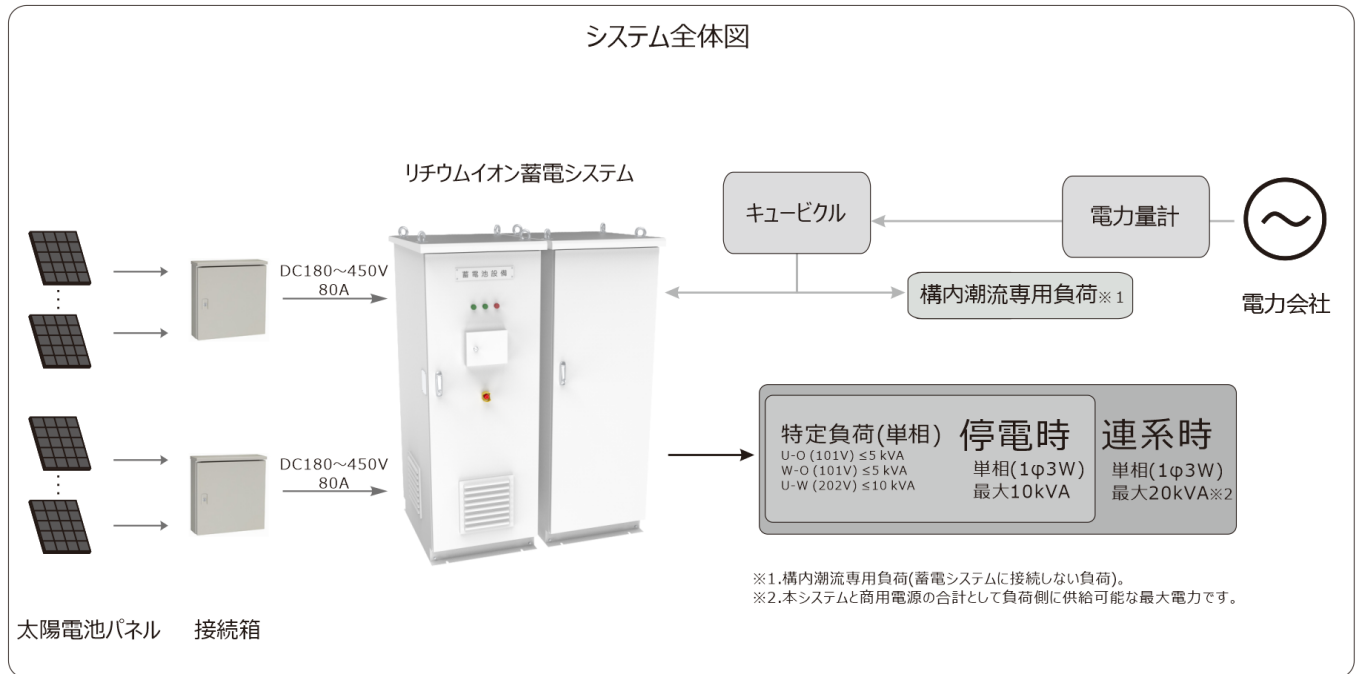 システム全体図
リチウムイオン蓄電システム
キュービクル
電力量計
電力会社
構内潮流専用負荷※1
DC180～450V
80A
蓄電池設備
DC180～450V
80A
特定負荷(単相)
U-O (101V) ≤5 kVA
W-O (101V) ≤5 kVA
U-W (202V) ≤10 kVA
停電時
単相(1φ3W)
最大10kVA
連系時
単相(1φ3W)
最大20kVA※2
※1.構内潮流専用負荷(蓄電システムに接続しない負荷)。
※2.本システムと商用電源の合計として負荷側に供給可能な最大電力です。
太陽電池パネル
接続箱